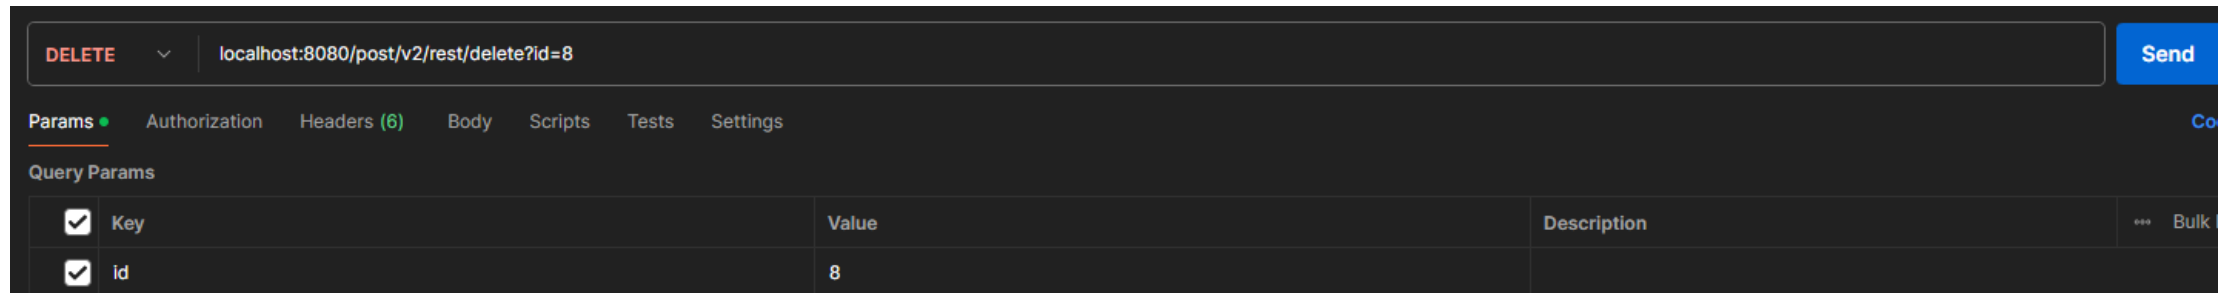 DELETE localhost:8080/post/v2/rest/delete?id=8 Send
Params Authorization Headers (6) Body Scripts Tests Settings
Query Params
Key Value Description Bulk
id 8